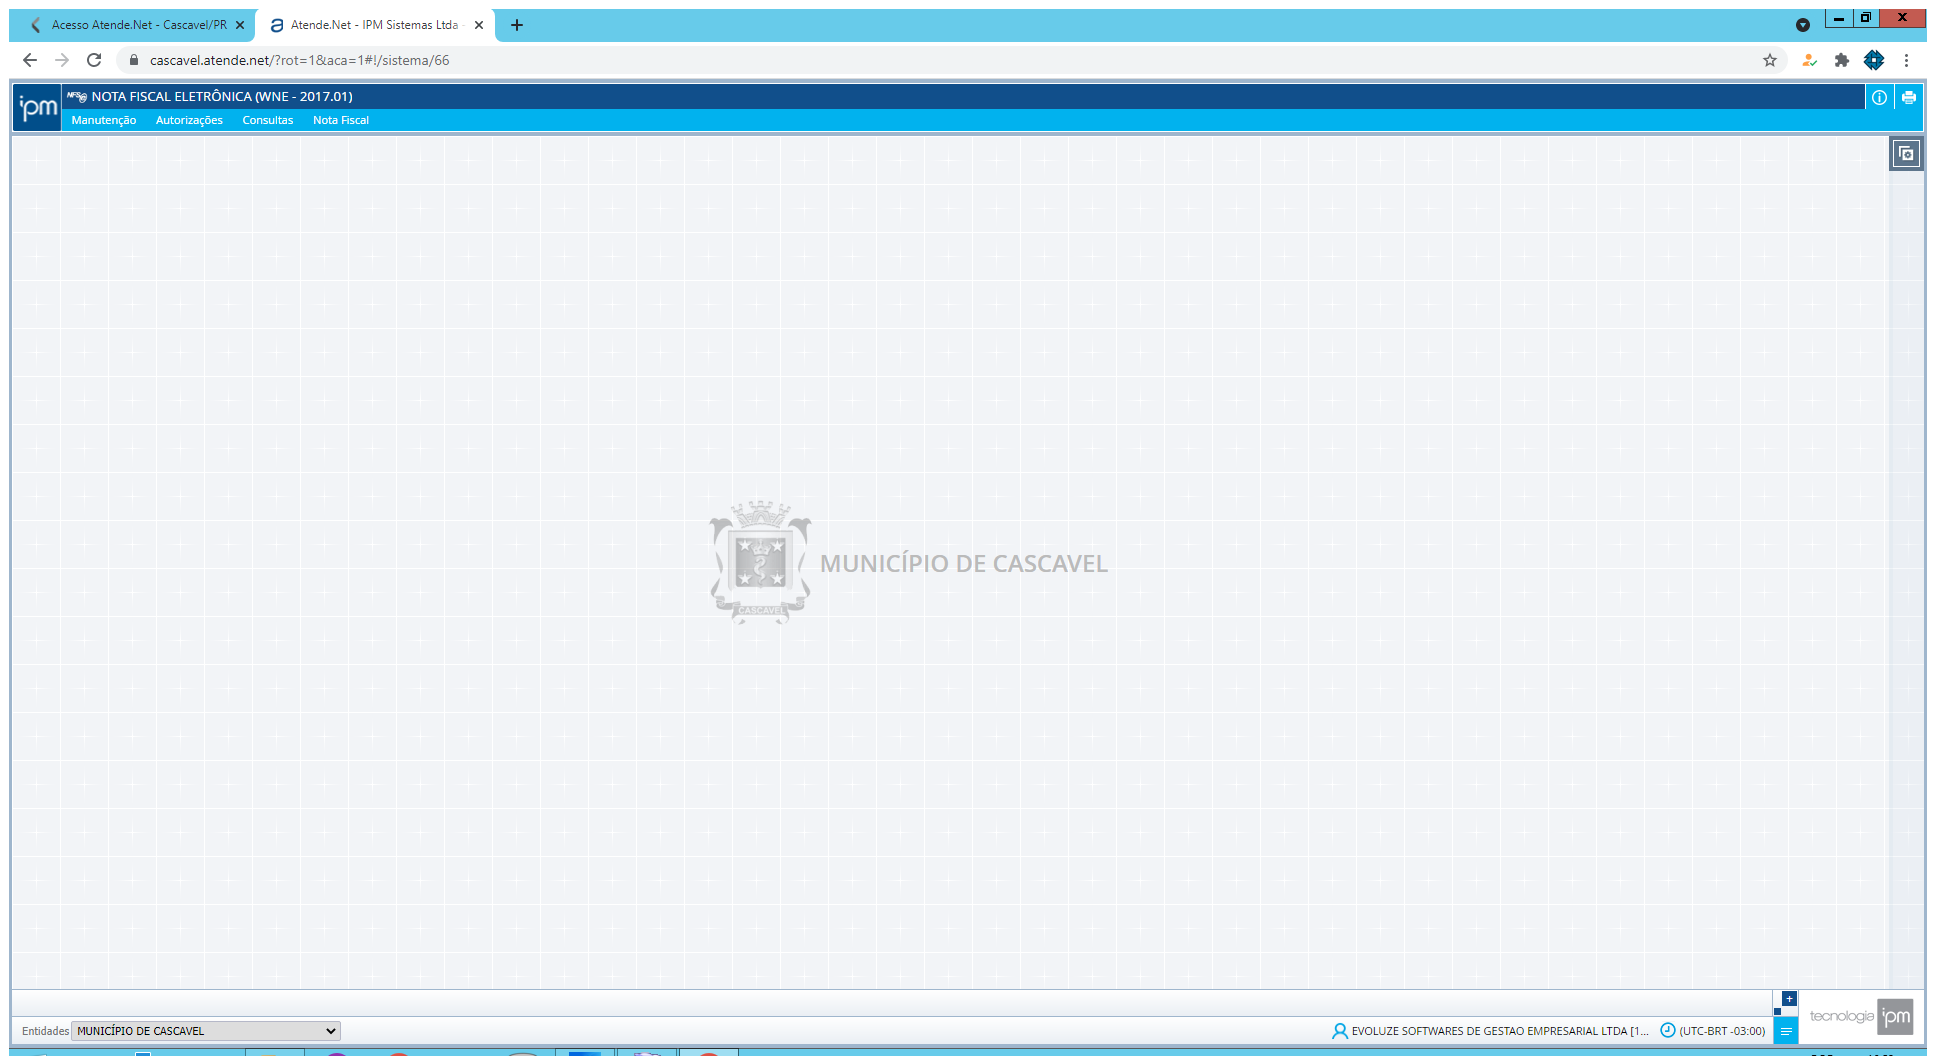 Acesso Atende.Net - Cascavel/PR
Atende.Net - IPM Sistemas Ltda -
cascavel.atende.net/?rot=1&aca=1#!/sistema/66
ipm
NFSe NOTA FISCAL ELETRÔNICA (WNE - 2017.01)
Manutenção Autorizações Consultas Nota Fiscal
MUNICÍPIO DE CASCAVEL
CASCAVEL
tecnologia ipm
Entidades MUNICÍPIO DE CASCAVEL
EVOLUZE SOFTWARES DE GESTAO EMPRESARIAL LTDA [1... (UTC-BRT -03:00)